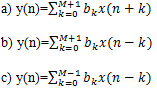 a) y(n)=∑_{k=0}^{M+1} b_k x(n + k)
b) y(n)=∑_{k=0}^{M+1} b_k x(n − k)
c) y(n)=∑_{k=0}^{M−1} b_k x(n − k)